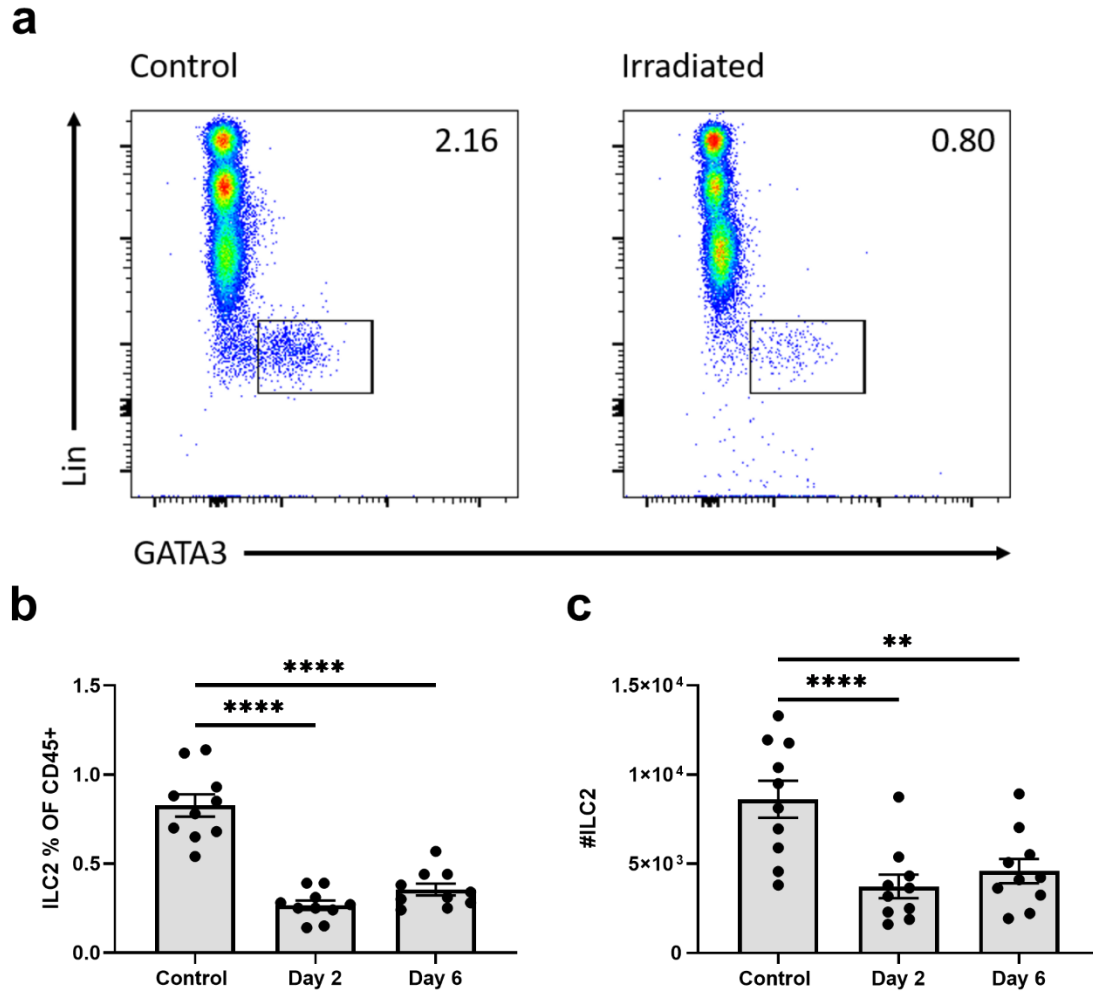 a
Control
Irradiated
2.16
0.80
Lin
GATA3
b
****
****
1.5
1.0
0.5
0.0
ILC2 % OF CD45+
Control
Day 2
Day 6
c
**
****
1.5×10⁴
1×10⁴
5×10³
0
#ILC2
Control
Day 2
Day 6